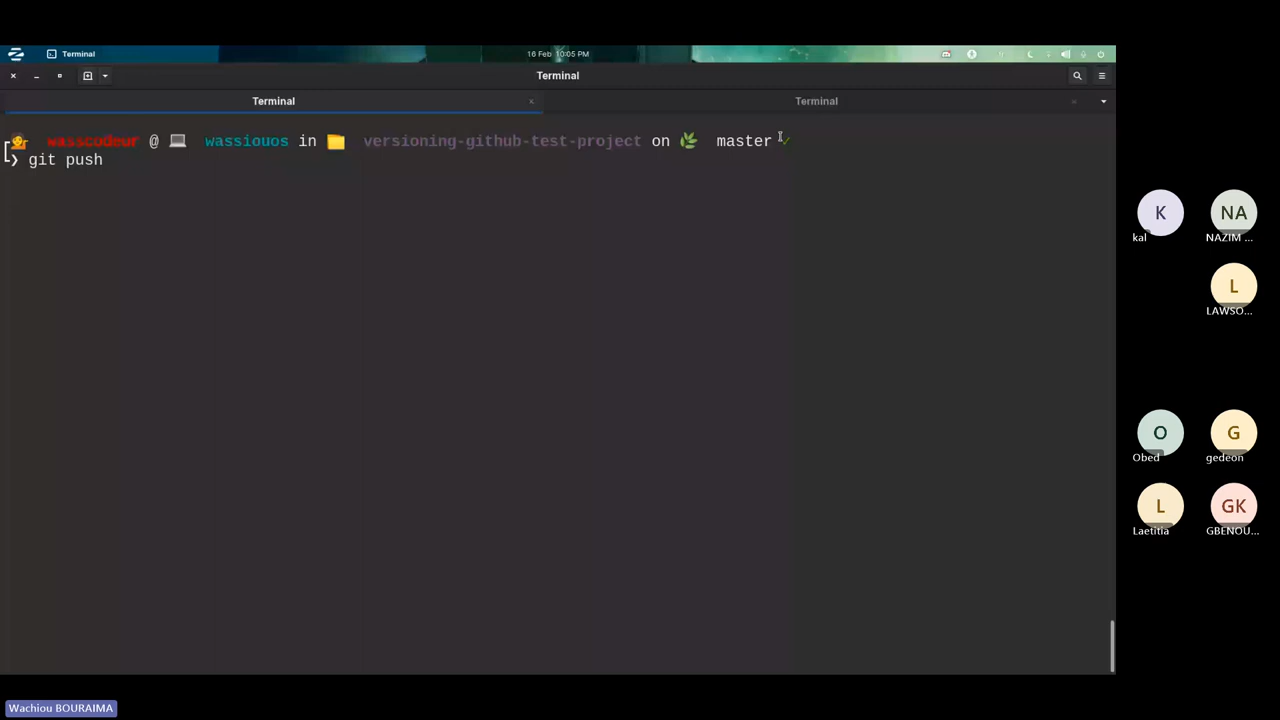 Terminal
16 Feb 10:05 PM
Terminal
Terminal
Terminal
wasscodeur @ wassiouos in versioning-github-test-project on master ✓
❯ git push
K
kal
NA
NAZIM ...
L
LAWSO...
O
Obed
G
gedeon
L
Laetitia
GK
GBENOU...
Wachiou BOURAIMA